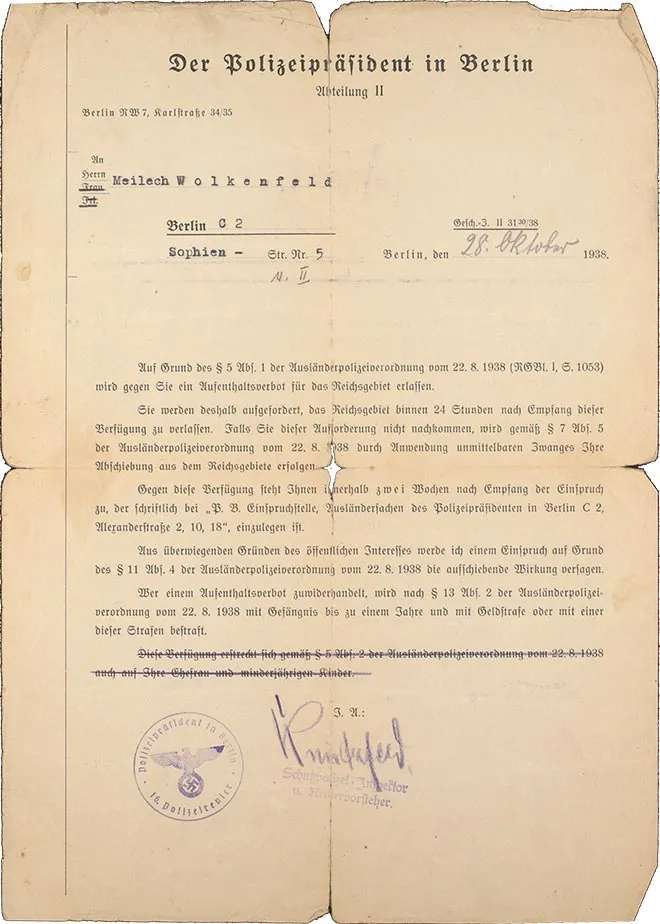 Der Polizeipräsident in Berlin
Abteilung II
Berlin NW 7, Karlstraße 34/35
An
Herrn
Frau
Frl.
Meilech Wolkenfeld
Berlin C 2
Gesch.-Z. II 3130/38
Sophien - Str. Nr. 5
Berlin, den 28. Oktober 1938.
II
Auf Grund des § 5 Abs. 1 der Ausländerpolizeiverordnung vom 22. 8. 1938 (RGBl. I, S. 1053)
wird gegen Sie ein Aufenthaltsverbot für das Reichsgebiet erlassen.
Sie werden deshalb aufgefordert, das Reichsgebiet binnen 24 Stunden nach Empfang dieser
Verfügung zu verlassen. Falls Sie dieser Aufforderung nicht nachkommen, wird gemäß § 7 Abs. 5
der Ausländerpolizeiverordnung vom 22. 8. 1938 durch Anwendung unmittelbaren Zwanges Ihre
Abschiebung aus dem Reichsgebiete erfolgen.
Gegen diese Verfügung steht Ihnen innerhalb zwei Wochen nach Empfang der Einspruch
zu, der schriftlich bei „P. B. Einspruchstelle, Ausländersachen des Polizeipräsidenten in Berlin C 2,
Alexanderstraße 2, 10, 18“, einzulegen ist.
Aus überwiegenden Gründen des öffentlichen Interesses werde ich einem Einspruch auf Grund
des § 11 Abs. 4 der Ausländerpolizeiverordnung vom 22. 8. 1938 die aufschiebende Wirkung versagen.
Wer einem Aufenthaltsverbot zuwiderhandelt, wird nach § 13 Abs. 2 der Ausländerpolizei-
verordnung vom 22. 8. 1938 mit Gefängnis bis zu einem Jahre und mit Geldstrafe oder mit einer
dieser Strafen bestraft.
Diese Verfügung erstreckt sich gemäß § 5 Abs. 2 der Ausländerpolizeiverordnung vom 22. 8. 1938
auch auf Ihre Ehefrau und minderjährigen Kinder.
I. A.:
Schutzpolizei-Inspektor
u. Reviervorsteher.
Polizeipräsident in Berlin
16. Polizeirevier